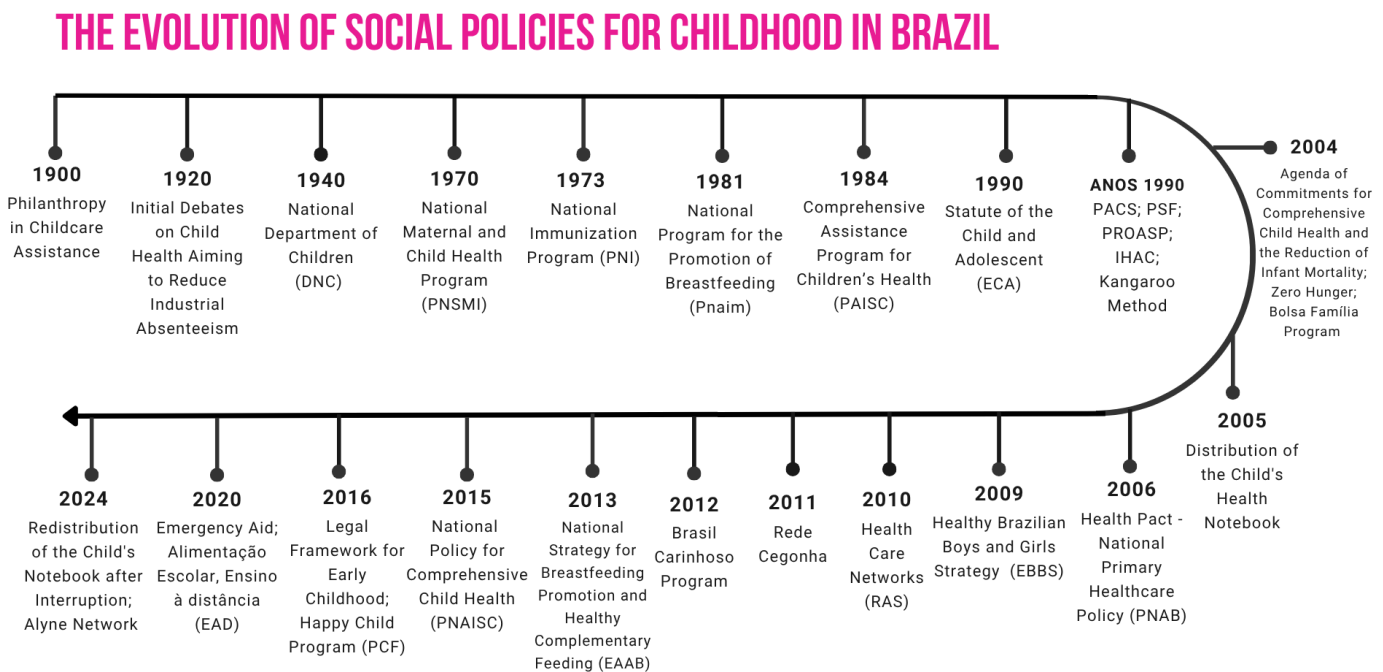 THE EVOLUTION OF SOCIAL POLICIES FOR CHILDHOOD IN BRAZIL
1900
Philanthropy
in Childcare
Assistance
1920
Initial Debates
on Child
Health Aiming
to Reduce
Industrial
Absenteeism
1940
National
Department of
Children
(DNC)
1970
National
Maternal and
Child Health
Program
(PNSMI)
1973
National
Immunization
Program (PNI)
1981
National
Program for the
Promotion of
Breastfeeding
(Pnaim)
1984
Comprehensive
Assistance
Program for
Children’s Health
(PAISC)
1990
Statute of the
Child and
Adolescent
(ECA)
ANOS 1990
PACS; PSF;
PROASP;
IHAC;
Kangaroo
Method
2004
Agenda of
Commitments for
Comprehensive
Child Health and
the Reduction of
Infant Mortality;
Zero Hunger;
Bolsa Família
Program
2005
Distribution of
the Child's
Health
Notebook
2006
Health Pact -
National
Primary
Healthcare
Policy (PNAB)
2009
Healthy Brazilian
Boys and Girls
Strategy (EBBS)
2010
Health
Care
Networks
(RAS)
2011
Rede
Cegonha
2012
Brasil
Carinhoso
Program
2013
National
Strategy for
Breastfeeding
Promotion and
Healthy
Complementary
Feeding (EAAB)
2015
National
Policy for
Comprehensive
Child Health
(PNAISC)
2016
Legal
Framework for
Early
Childhood;
Happy Child
Program (PCF)
2020
Emergency Aid;
Alimentação
Escolar, Ensino
à distância
(EAD)
2024
Redistribution
of the Child's
Notebook after
Interruption;
Alyne Network